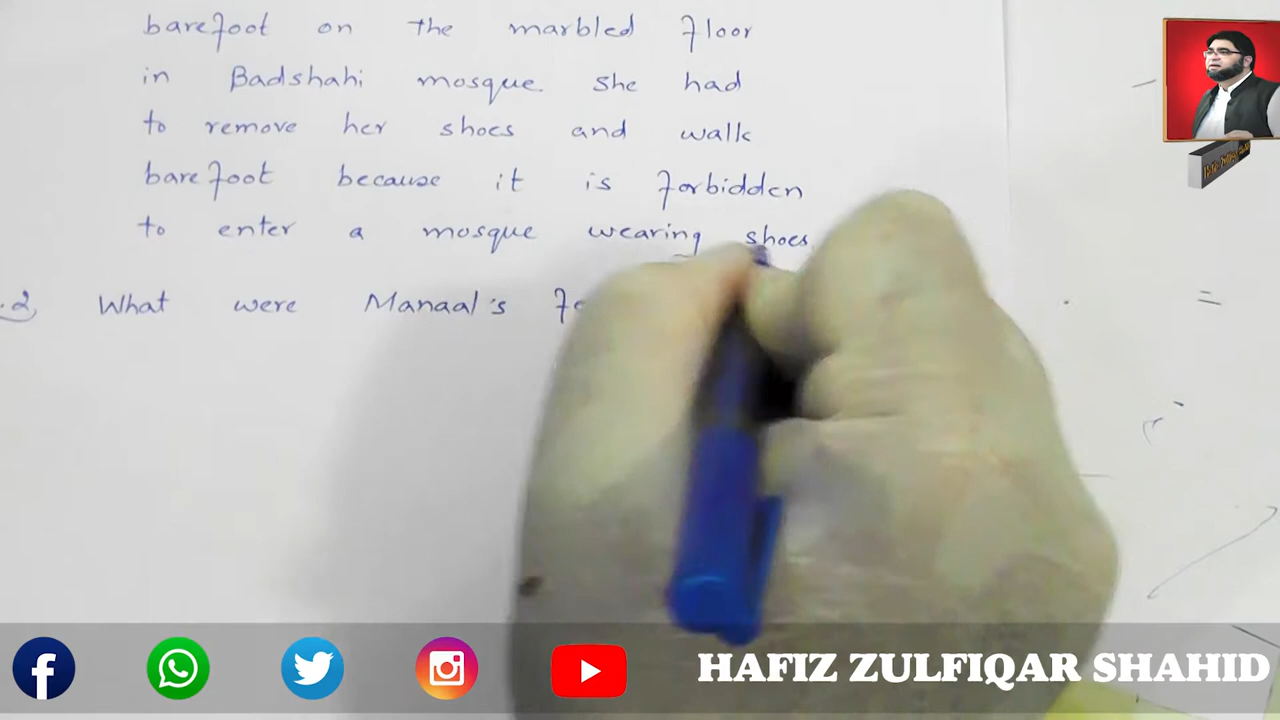 barefoot on the marbled floor
in Badshahi mosque. She had
to remove her shoes and walk
barefoot because it is forbidden
to enter a mosque wearing shoes.
.2 What were Manaal's
HAFIZ ZULFIQAR SHAHID